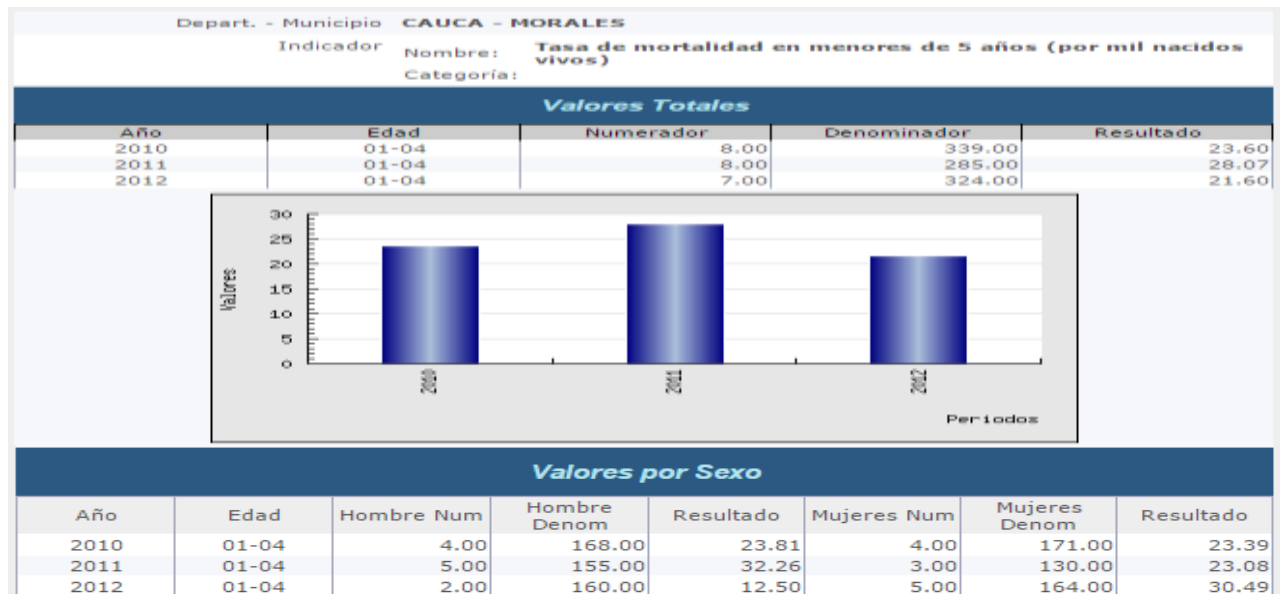 Depart. - Municipio CAUCA - MORALES
Indicador Nombre: Tasa de mortalidad en menores de 5 años (por mil nacidos
vivos)
Categoría:
Valores Totales
Año Edad Numerador Denominador Resultado
2010 01-04 8.00 339.00 23.60
2011 01-04 8.00 285.00 28.07
2012 01-04 7.00 324.00 21.60
30
25
20
15
10
5
0
Valores
2010 2011 2012
Periodos
Valores por Sexo
Año Edad Hombre Num Hombre Denom Resultado Mujeres Num Mujeres Denom Resultado
2010 01-04 4.00 168.00 23.81 4.00 171.00 23.39
2011 01-04 5.00 155.00 32.26 3.00 130.00 23.08
2012 01-04 2.00 160.00 12.50 5.00 164.00 30.49